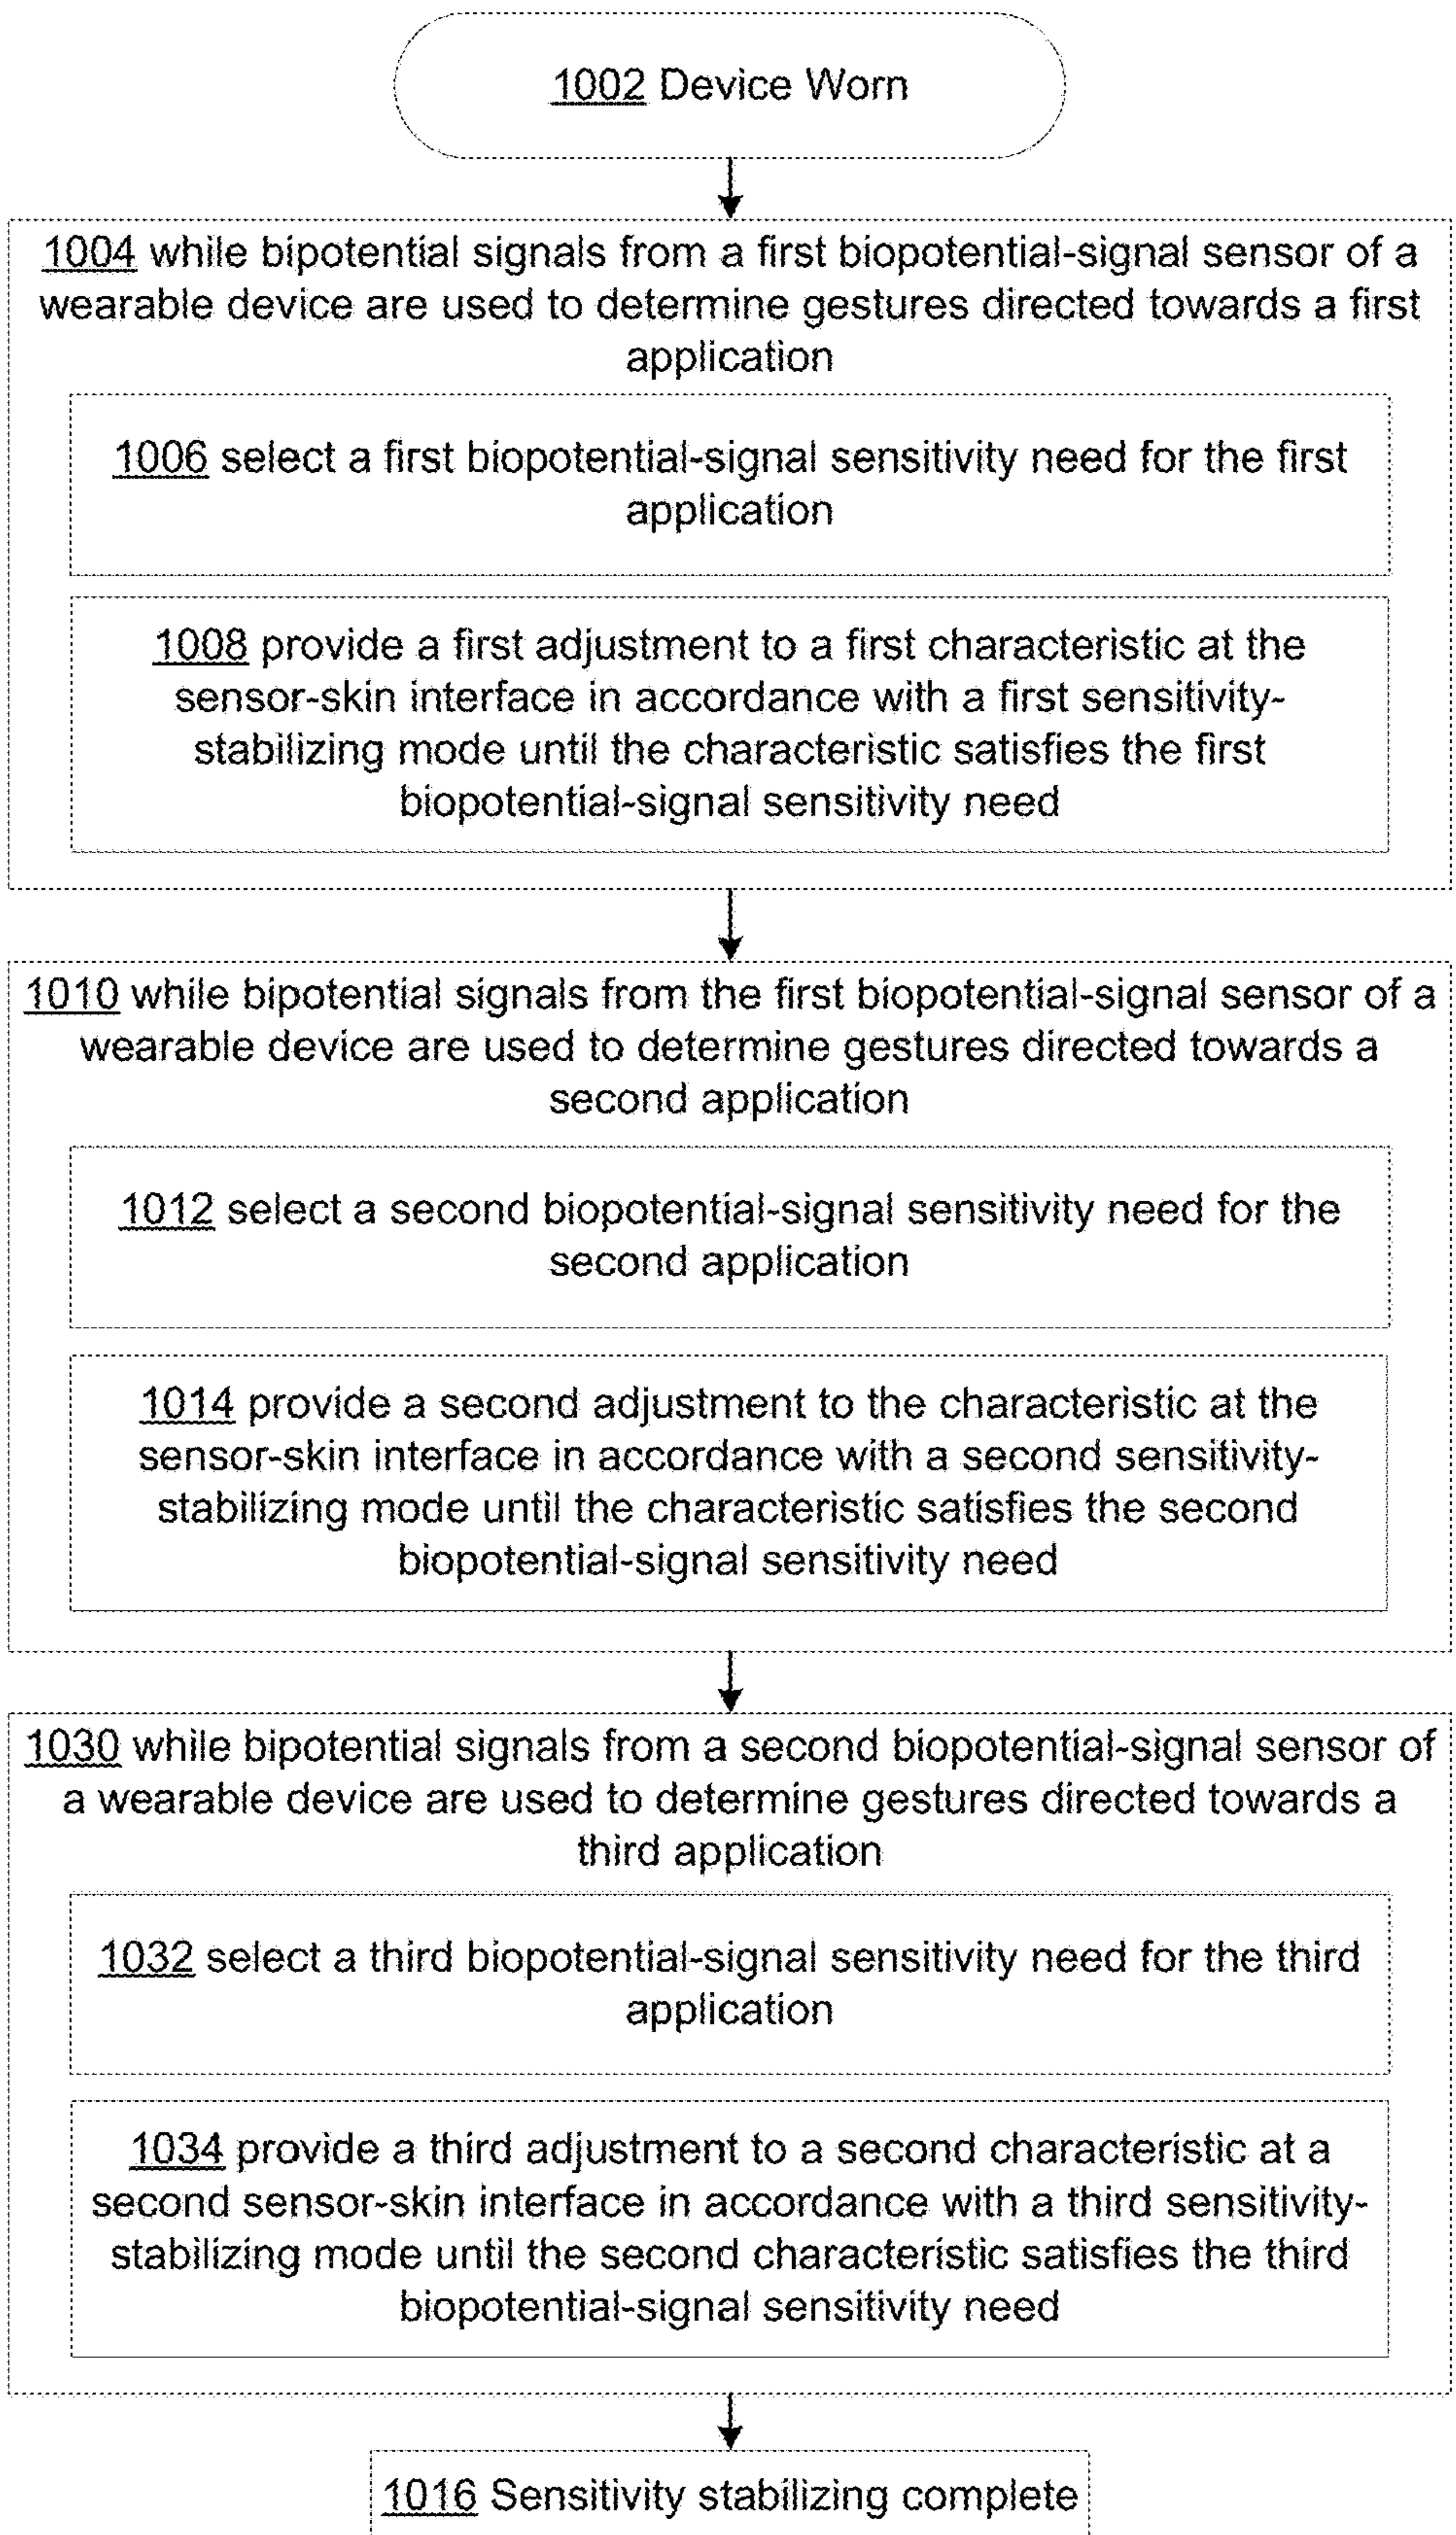 1002 Device Worn
1004 while bipotential signals from a first biopotential-signal sensor of a
wearable device are used to determine gestures directed towards a first
application
1006 select a first biopotential-signal sensitivity need for the first
application
1008 provide a first adjustment to a first characteristic at the
sensor-skin interface in accordance with a first sensitivity-
stabilizing mode until the characteristic satisfies the first
biopotential-signal sensitivity need
1010 while bipotential signals from the first biopotential-signal sensor of a
wearable device are used to determine gestures directed towards a
second application
1012 select a second biopotential-signal sensitivity need for the
second application
1014 provide a second adjustment to the characteristic at the
sensor-skin interface in accordance with a second sensitivity-
stabilizing mode until the characteristic satisfies the second
biopotential-signal sensitivity need
1030 while bipotential signals from a second biopotential-signal sensor of
a wearable device are used to determine gestures directed towards a
third application
1032 select a third biopotential-signal sensitivity need for the third
application
1034 provide a third adjustment to a second characteristic at a
second sensor-skin interface in accordance with a third sensitivity-
stabilizing mode until the second characteristic satisfies the third
biopotential-signal sensitivity need
1016 Sensitivity stabilizing complete